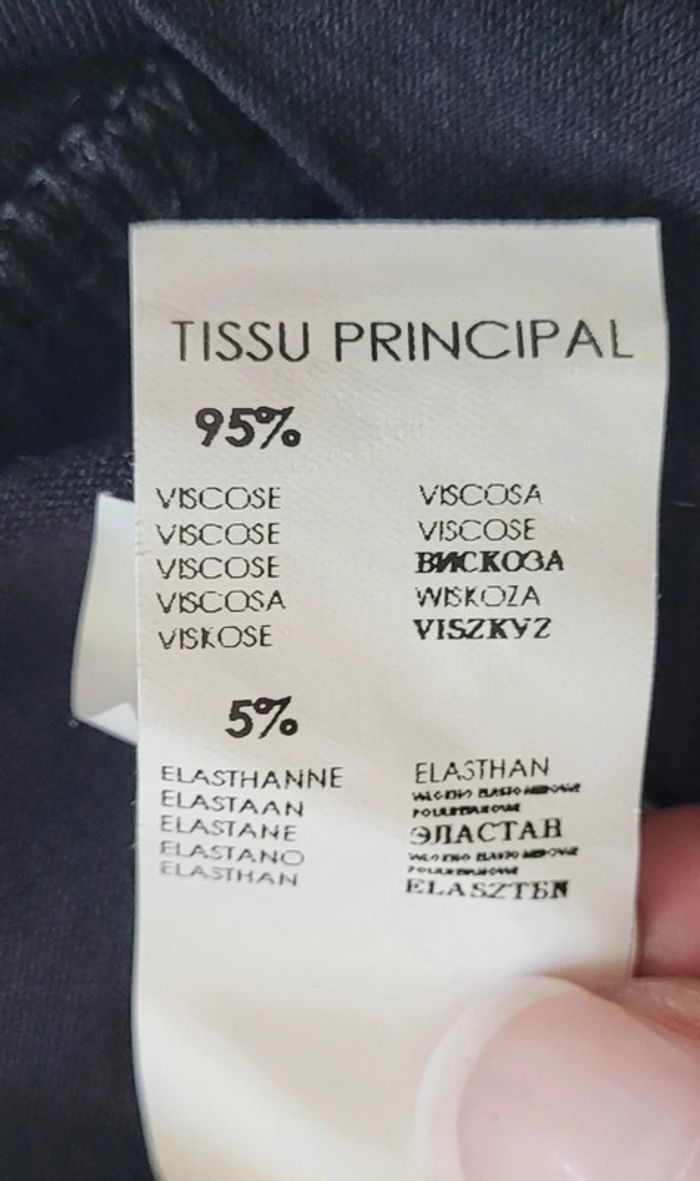 TISSU PRINCIPAL
95%
VISCOSE
VISCOSE
VISCOSE
VISCOSA
VISKOSE
VISCOSA
VISCOSE
ВИСКОЗА
WISKOZA
VISZKYZ
5%
ELASTHANNE
ELASTAAN
ELASTANE
ELASTANO
ELASTHAN
ELASTHAN
ЭЛАСТАН
ELASZTEN